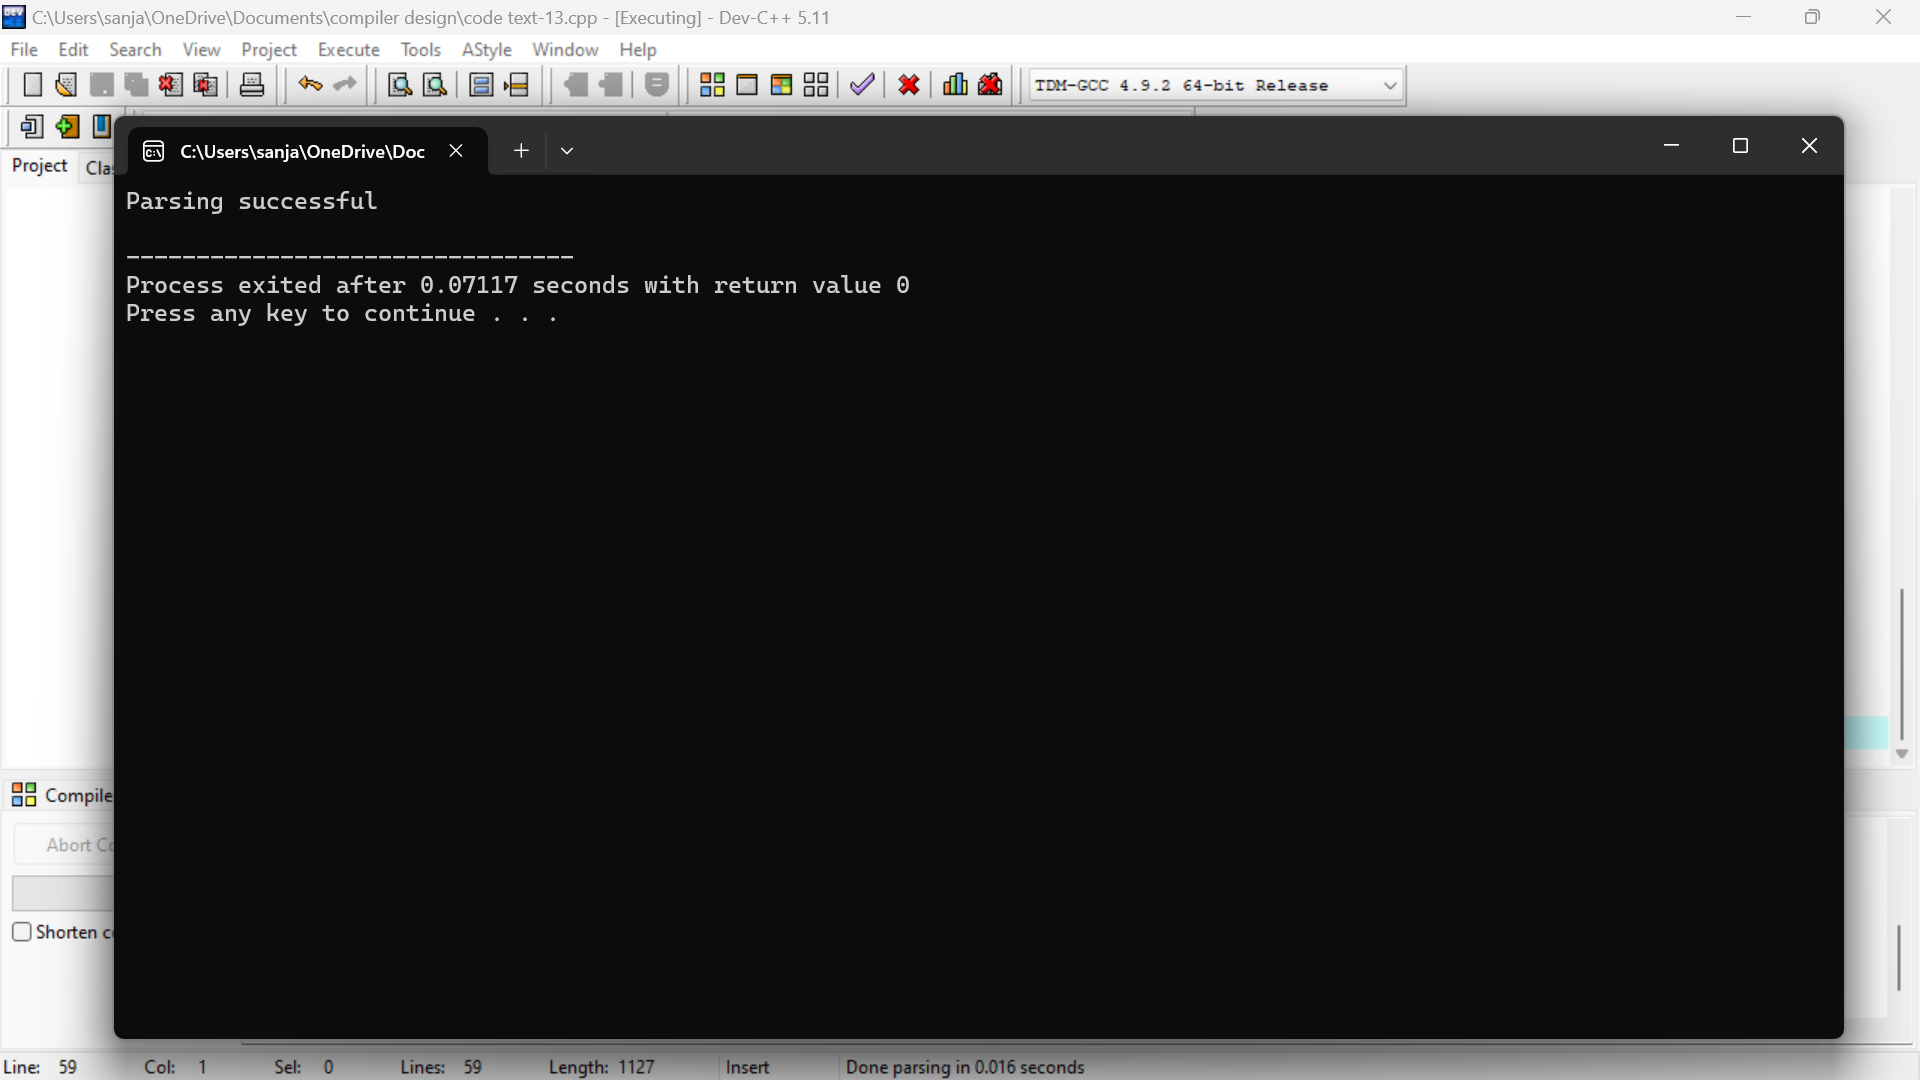 C:\Users\sanja\OneDrive\Documents\compiler design\code text-13.cpp - [Executing] - Dev-C++ 5.11
File Edit Search View Project Execute Tools AStyle Window Help
TDM-GCC 4.9.2 64-bit Release
C:\Users\sanja\OneDrive\Doc
Project Clas
Parsing successful
--------------------------------
Process exited after 0.07117 seconds with return value 0
Press any key to continue . . .
Compile
Abort Co
Shorten c
Line: 59 Col: 1 Sel: 0 Lines: 59 Length: 1127 Insert Done parsing in 0.016 seconds